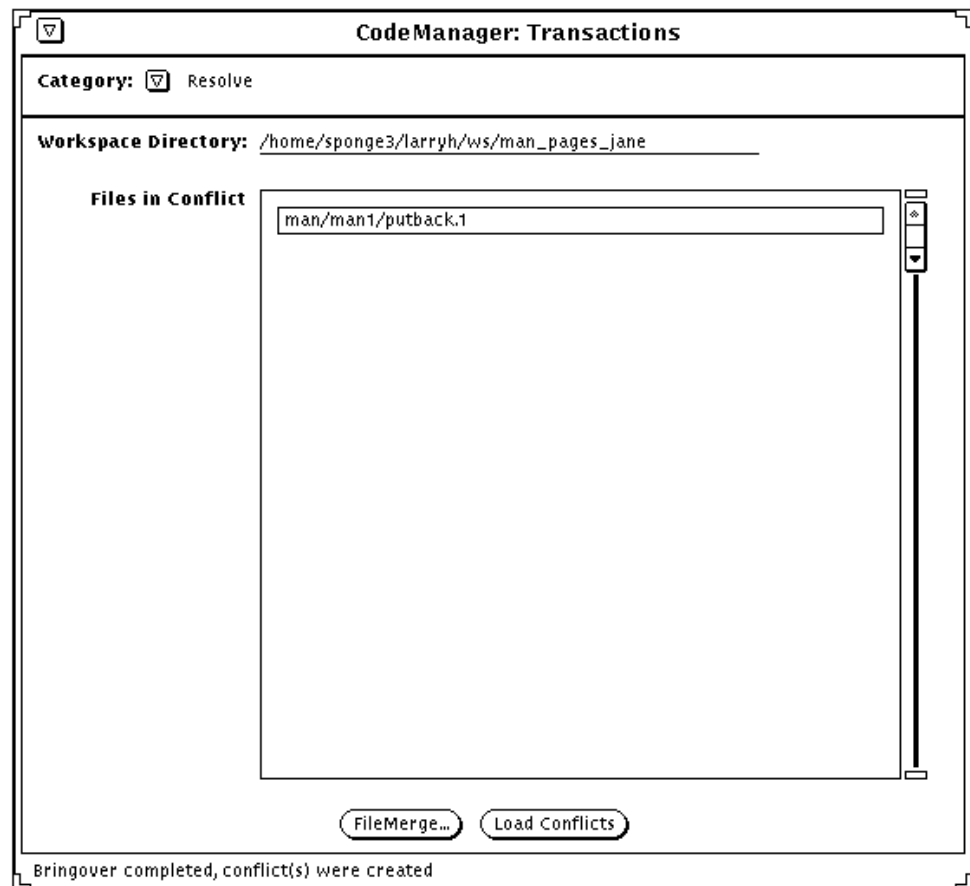 CodeManager: Transactions
Category: Resolve
Workspace Directory: /home/sponge3/larryh/ws/man_pages_jane
Files in Conflict
man/man1/putback.1
FileMerge… Load Conflicts
Bringover completed, conflict(s) were created